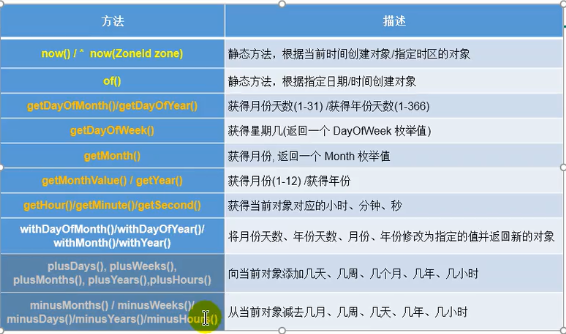 方法
描述
now() / * now(ZoneId zone)
静态方法，根据当前时间创建对象/指定时区的对象
of()
静态方法，根据指定日期/时间创建对象
getDayOfMonth()/getDayOfYear()
获得月份天数(1-31) /获得年份天数(1-366)
getDayOfWeek()
获得星期几(返回一个 DayOfWeek 枚举值)
getMonth()
获得月份, 返回一个 Month 枚举值
getMonthValue() / getYear()
获得月份(1-12) /获得年份
getHour()/getMinute()/getSecond()
获得当前对象对应的小时、分钟、秒
withDayOfMonth()/withDayOfYear()/
withMonth()/withYear()
将月份天数、年份天数、月份、年份修改为指定的值并返回新的对象
plusDays(), plusWeeks(),
plusMonths(), plusYears(),plusHours()
向当前对象添加几天、几周、几个月、几年、几小时
minusMonths() / minusWeeks()/
minusDays()/minusYears()/minusHours()
从当前对象减去几月、几周、几天、几年、几小时